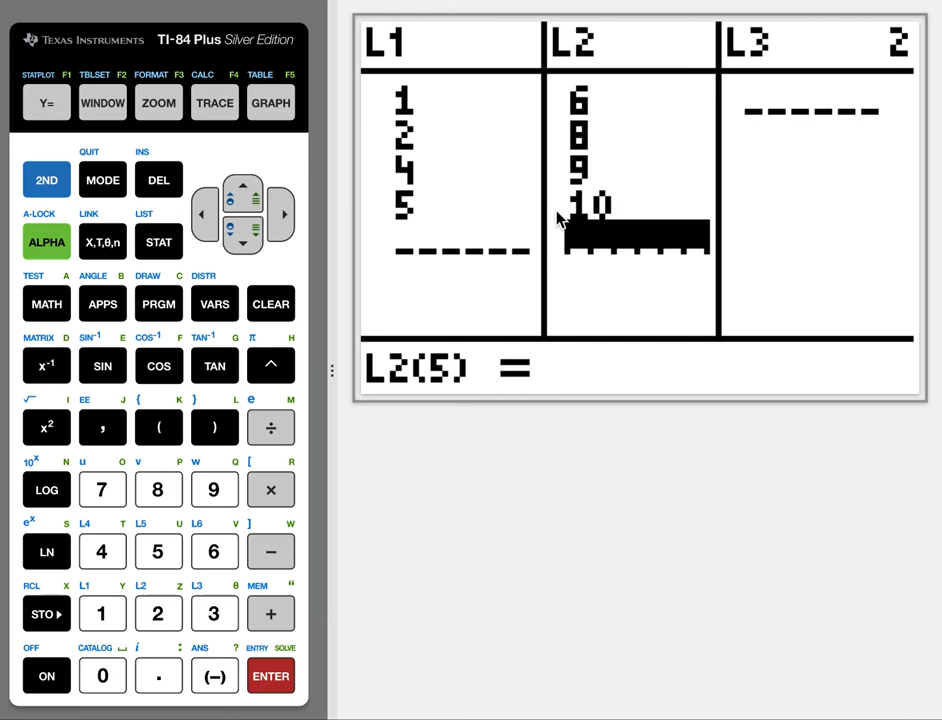 TEXAS INSTRUMENTS TI-84 Plus Silver Edition
STATPLOT F1 TBLSET F2 FORMAT F3 CALC F4 TABLE F5
Y= WINDOW ZOOM TRACE GRAPH
QUIT INS
2ND MODE DEL
A-LOCK LINK LIST
ALPHA X,T,θ,n STAT
TEST A ANGLE B DRAW C DISTR
MATH APPS PRGM VARS CLEAR
MATRIX D SIN⁻¹ E COS⁻¹ F TAN⁻¹ G π H
x⁻¹ SIN COS TAN ^
√‾ I EE J { K } L e M
x² , ( ) ÷
10ˣ N u O v P w Q [ R
LOG 7 8 9 ×
eˣ S L4 T L5 U L6 V ] W
LN 4 5 6 −
RCL X L1 Y L2 Z L3 θ MEM “
STO▸ 1 2 3 +
OFF CATALOG ⎵ i : ANS ? ENTRY SOLVE
ON 0 . (−) ENTER
L1 L2 L3 2
1 6 ------
2 8
4 9
5 10
------
L2(5) =